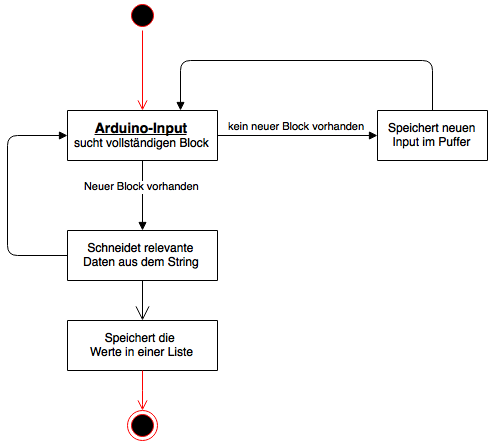 Arduino-Input
sucht vollständigen Block
kein neuer Block vorhanden
Speichert neuen
Input im Puffer
Neuer Block vorhanden
Schneidet relevante
Daten aus dem String
Speichert die
Werte in einer Liste